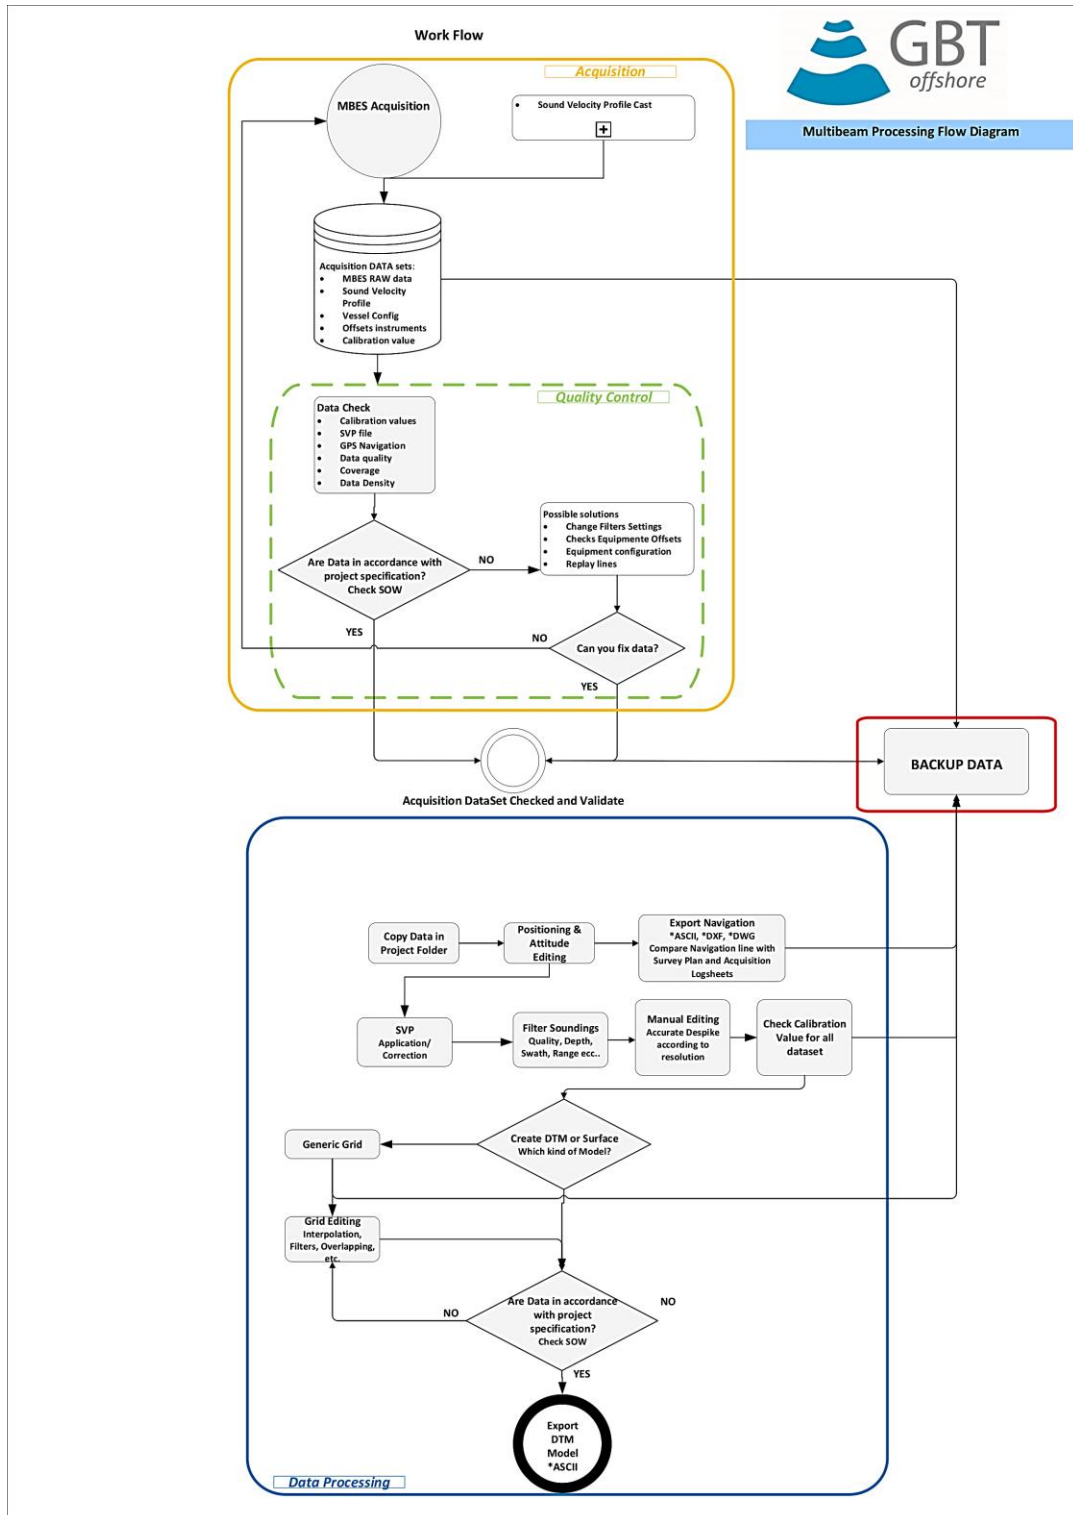 Work Flow
GBT
offshore
Multibeam Processing Flow Diagram
Acquisition
MBES Acquisition
• Sound Velocity Profile Cast
Acquisition DATA sets:
• MBES RAW data
• Sound Velocity
Profile
• Vessel Config
• Offsets instruments
• Calibration value
Quality Control
Data Check
• Calibration values
• SVP file
• GPS Navigation
• Data quality
• Coverage
• Data Density
Possible solutions
• Change Filters Settings
• Checks Equipmente Offsets
• Equipment configuration
• Replay lines
Are Data in accordance with
project specification?
Check SOW
NO
YES
NO
Can you fix data?
YES
BACKUP DATA
Acquisition DataSet Checked and Validate
Copy Data in
Project Folder
Positioning &
Attitude
Editing
Export Navigation
*ASCII, *DXF, *DWG
Compare Navigation line with
Survey Plan and Acquisition
Logsheets
SVP
Application/
Correction
Filter Soundings
Quality, Depth,
Swath, Range ecc..
Manual Editing
Accurate Despike
according to
resolution
Check Calibration
Value for all
dataset
Create DTM or Surface
Which kind of Model?
Generic Grid
Grid Editing
Interpolation,
Filters, Overlapping,
etc.
Are Data in accordance
with project
specification?
Check SOW
NO
NO
YES
Export
DTM
Model
*ASCII
Data Processing